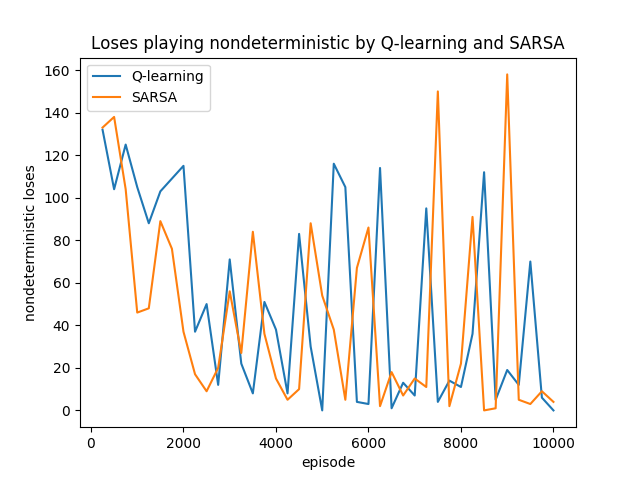 Loses playing nondeterministic by Q-learning and SARSA
Q-learning
SARSA
nondeterministic loses
160
140
120
100
80
60
40
20
0
0 2000 4000 6000 8000 10000
episode